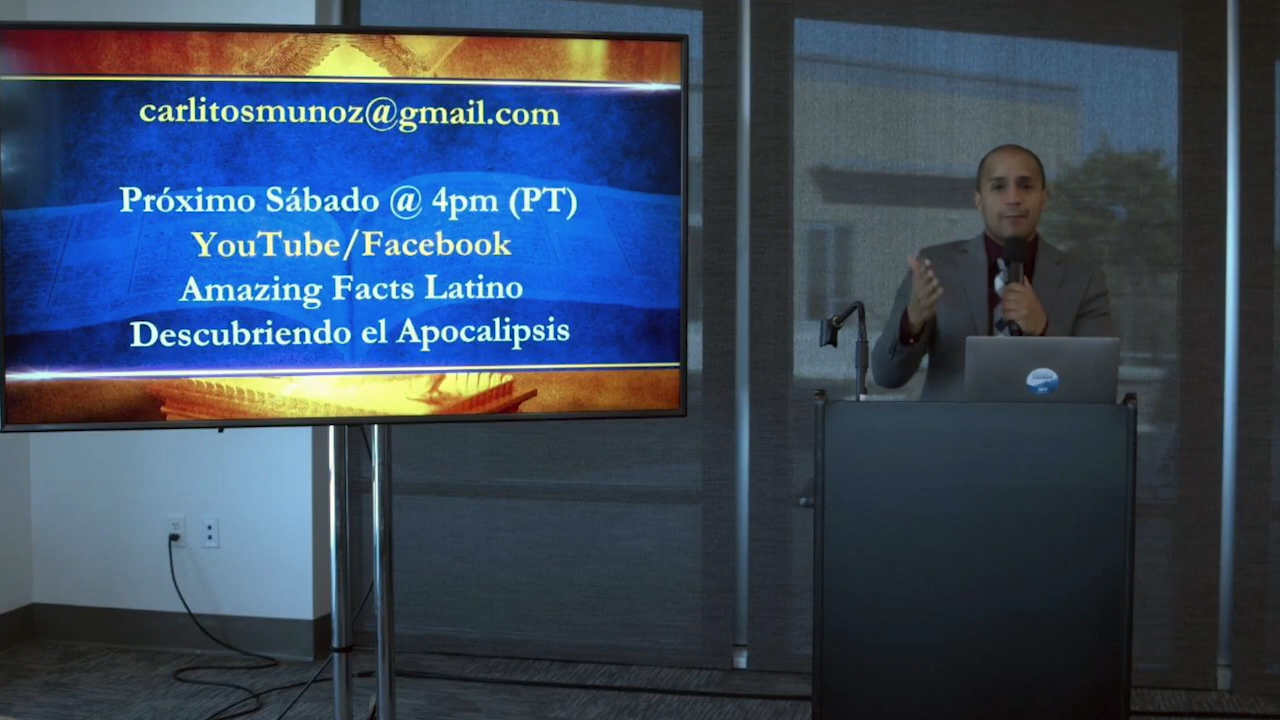 carlitosmunoz@gmail.com
Próximo Sábado @ 4pm (PT)
YouTube/Facebook
Amazing Facts Latino
Descubriendo el Apocalipsis